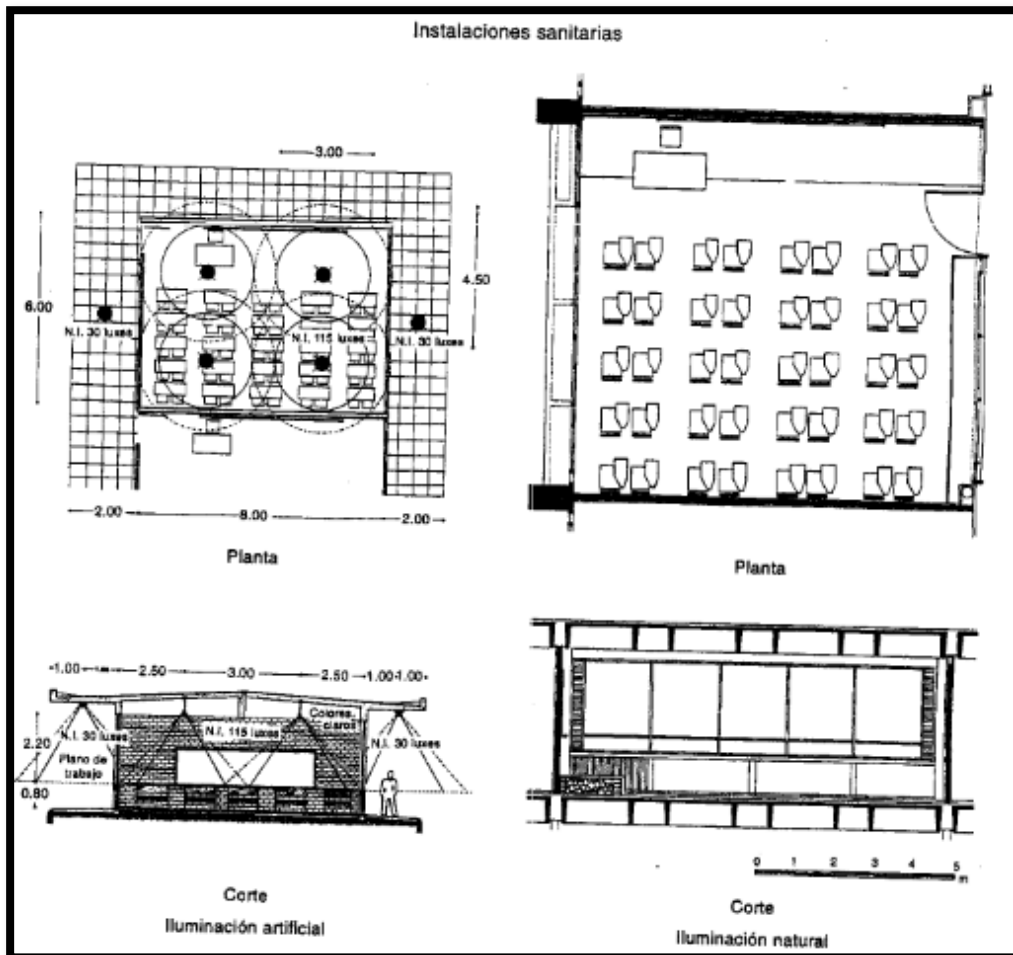 Instalaciones sanitarias
3.00
6.00
4.50
N.I. 30 luxes
N.I. 115 luxes
N.I. 30 luxes
2.00
8.00
2.00
Planta
Planta
1.00
2.50
3.00
2.50
1.00
1.00
Colores
claros
N.I. 30 luxes
N.I. 115 luxes
N.I. 30 luxes
2.20
Plano de
trabajo
0.80
0 1 2 3 4 5
m
Corte
Iluminación artificial
Corte
Iluminación natural